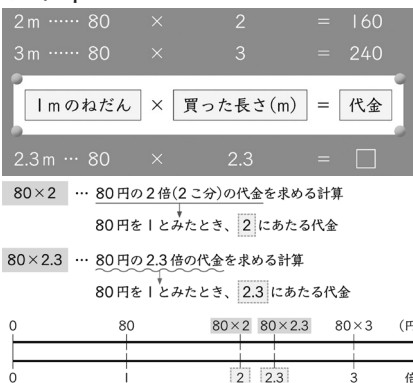 2m …… 80 × 2 = 160
3m …… 80 × 3 = 240
1mのねだん × 買った長さ(m) = 代金
2.3m … 80 × 2.3 = □
80×2 … 80円の2倍(2こ分)の代金を求める計算
80円を1とみたとき、2にあたる代金
80×2.3 … 80円の2.3倍の代金を求める計算
80円を1とみたとき、2.3にあたる代金
0 80 80×2 80×2.3 80×3 (円
0 1 2 2.3 3 倍